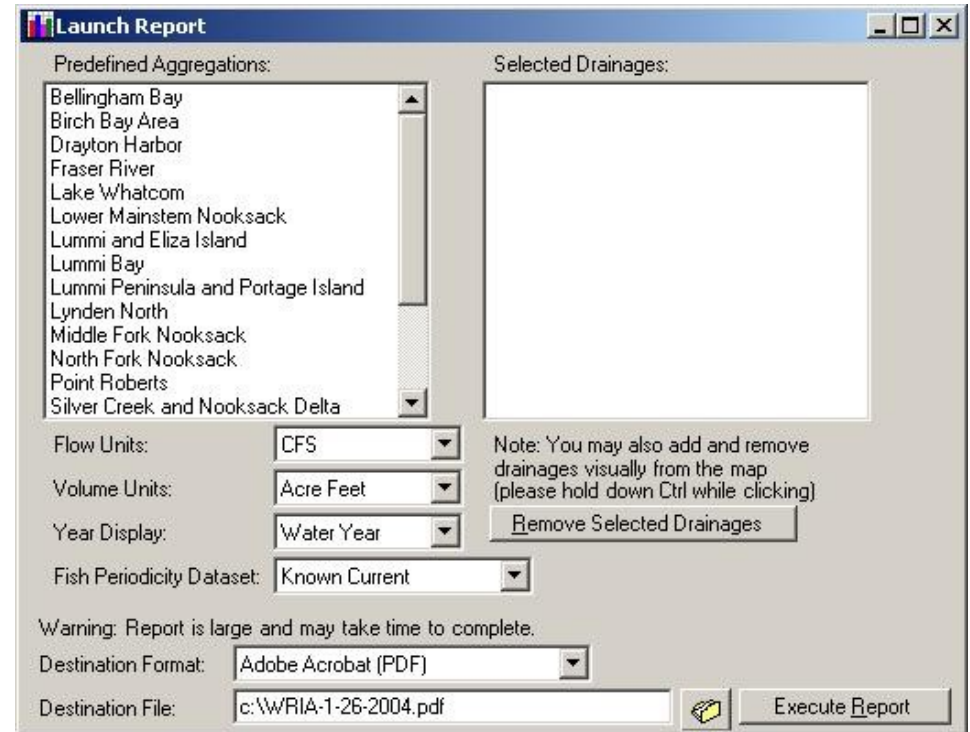 Launch Report
Predefined Aggregations:
Bellingham Bay
Birch Bay Area
Drayton Harbor
Fraser River
Lake Whatcom
Lower Mainstem Nooksack
Lummi and Eliza Island
Lummi Bay
Lummi Peninsula and Portage Island
Lynden North
Middle Fork Nooksack
North Fork Nooksack
Point Roberts
Silver Creek and Nooksack Delta
Selected Drainages:
Flow Units: CFS
Volume Units: Acre Feet
Year Display: Water Year
Fish Periodicity Dataset: Known Current
Note: You may also add and remove
drainages visually from the map
(please hold down Ctrl while clicking)
Remove Selected Drainages
Warning: Report is large and may take time to complete.
Destination Format: Adobe Acrobat (PDF)
Destination File: c:\WRIA-1-26-2004.pdf
Execute Report